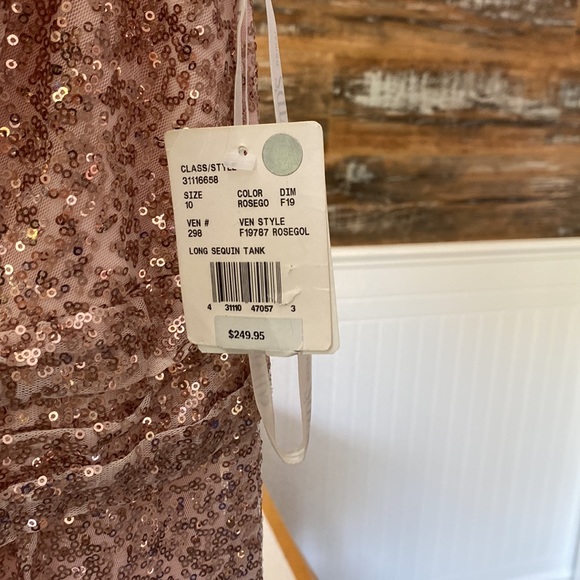 CLASS/STYLE
31116658
SIZE COLOR DIM
10 ROSEGO F19
VEN # VEN STYLE
298 F19787 ROSEGOL
LONG SEQUIN TANK
4 31110 47057 3
$249.95